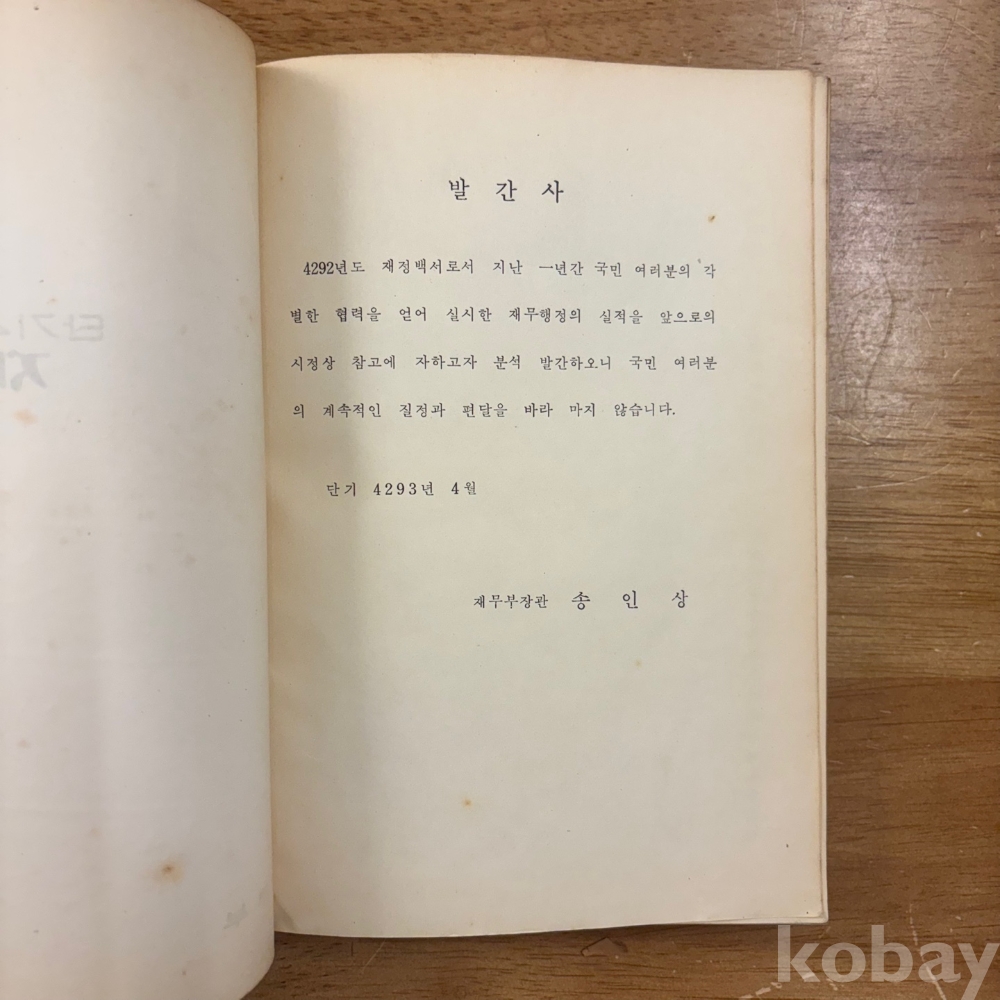 발 간 사
4292년도 재정백서로서 지난 一년간 국민 여러분의 각
별한 협력을 얻어 실시한 재무행정의 실적을 앞으로의
시정상 참고에 자하고자 분석 발간하오니 국민 여러분
의 계속적인 질정과 편달을 바라 마지 않습니다.
단기 4293년 4월
재무부장관 송 인 상
kobay